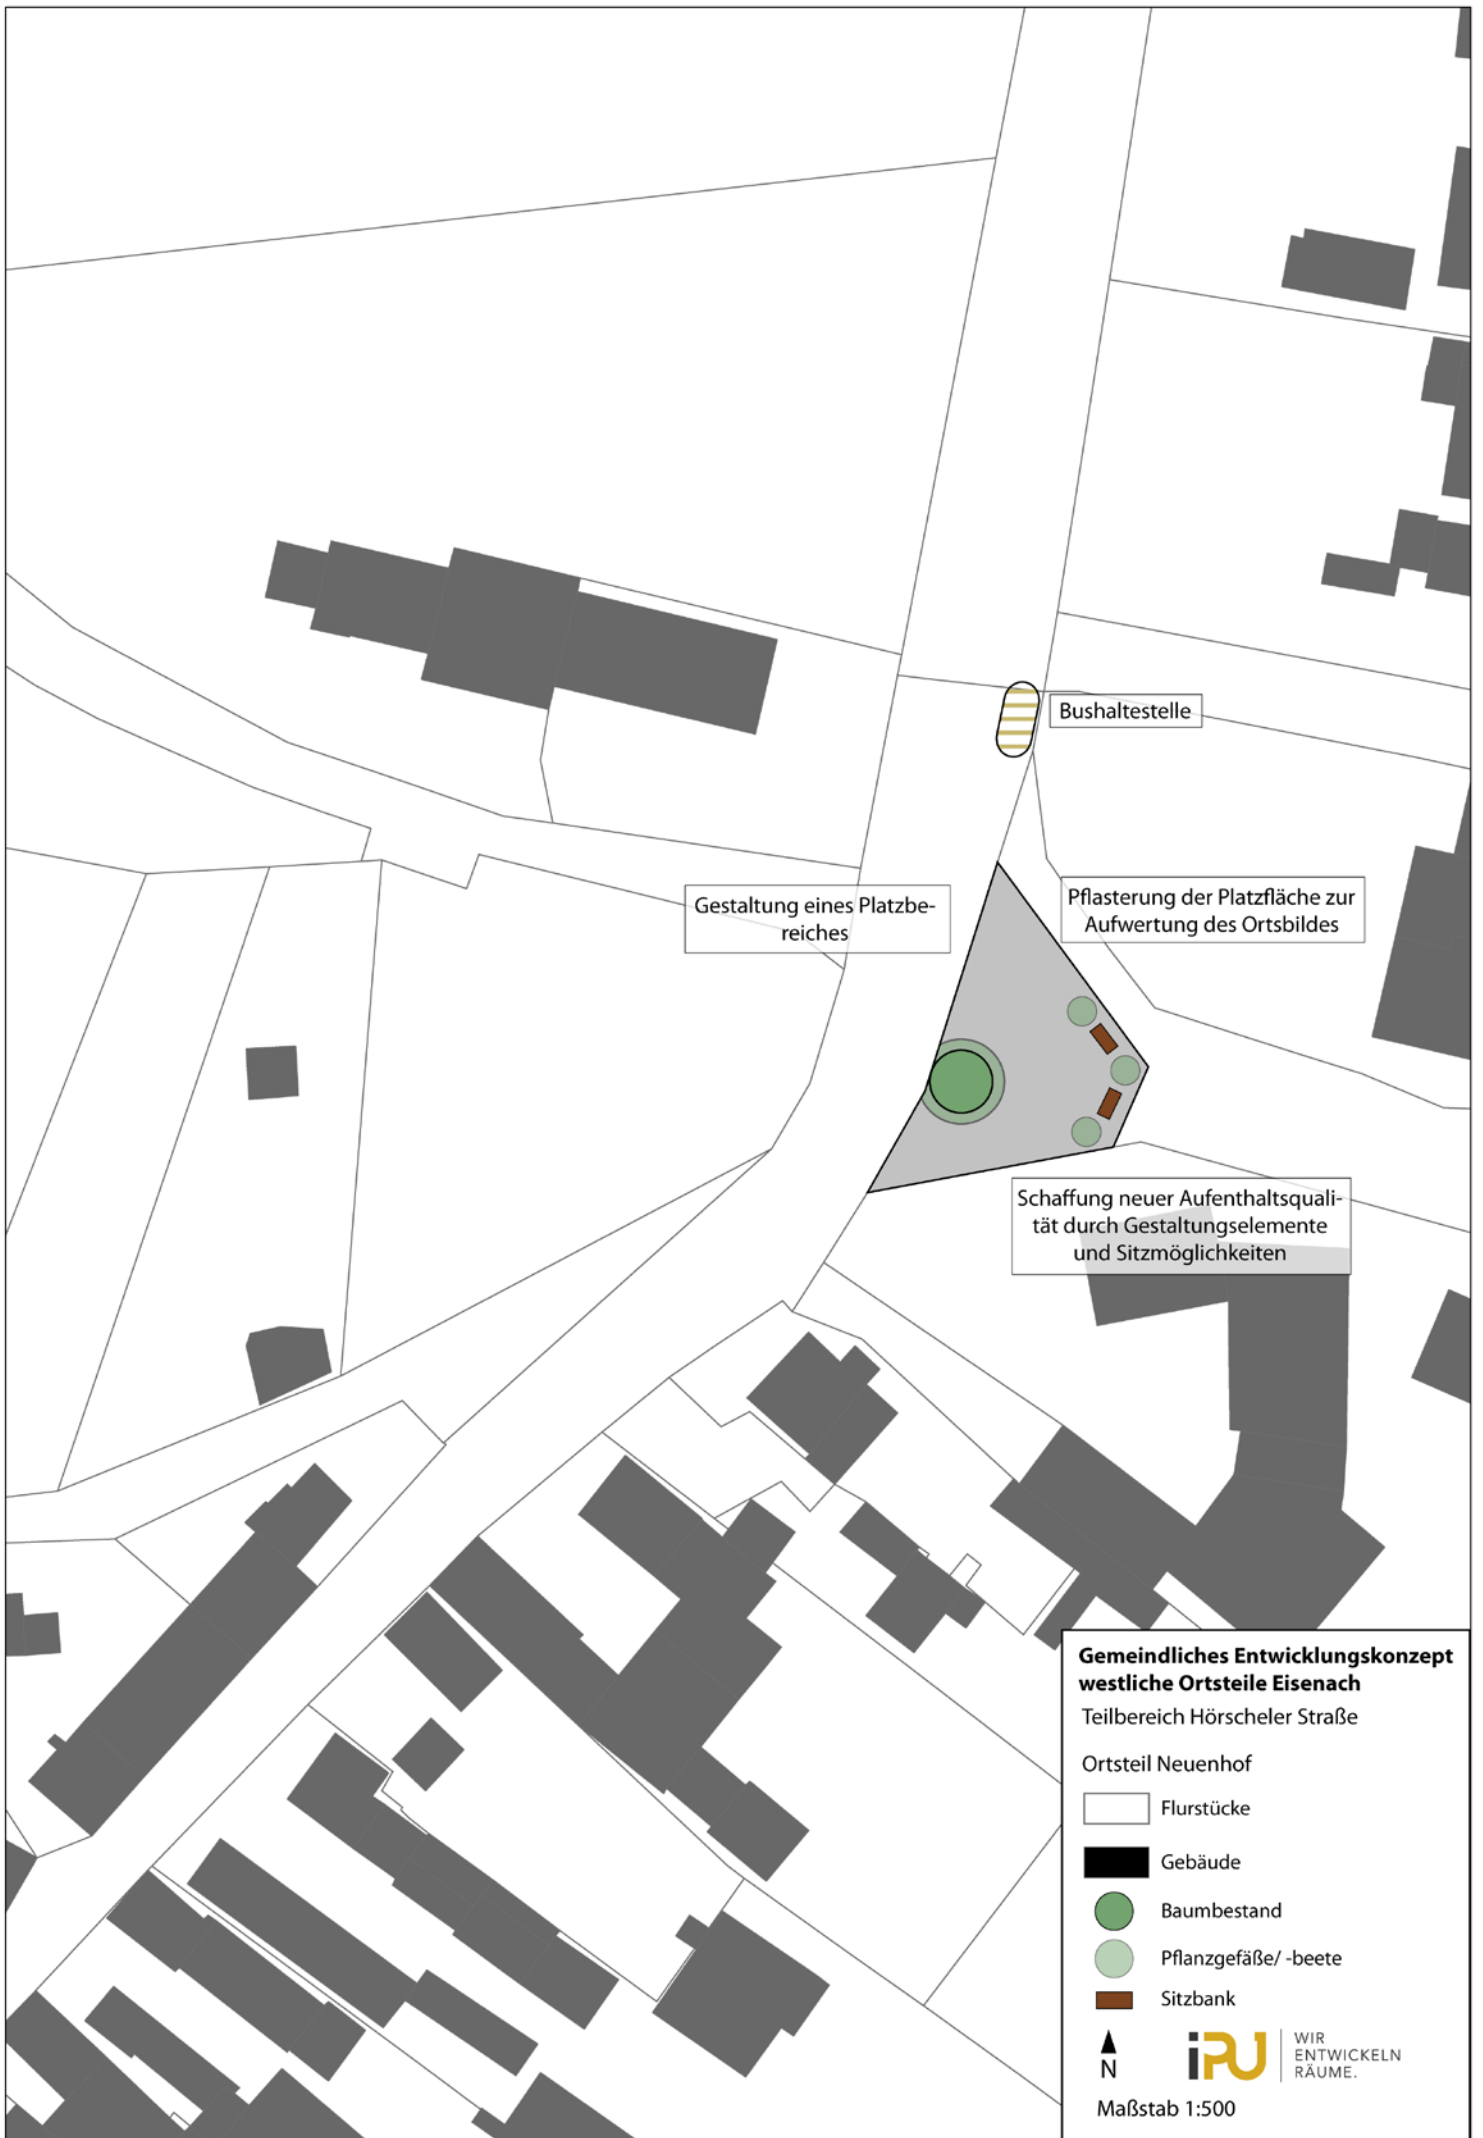 Bushaltestelle
Gestaltung eines Platzbe-
reiches
Pflasterung der Platzfläche zur
Aufwertung des Ortsbildes
Schaffung neuer Aufenthaltsquali-
tät durch Gestaltungselemente
und Sitzmöglichkeiten
Gemeindliches Entwicklungskonzept
westliche Ortsteile Eisenach
Teilbereich Hörscheler Straße
Ortsteil Neuenhof
Flurstücke
Gebäude
Baumbestand
Pflanzgefäße/ -beete
Sitzbank
N
iPU
WIR
ENTWICKELN
RÄUME.
Maßstab 1:500